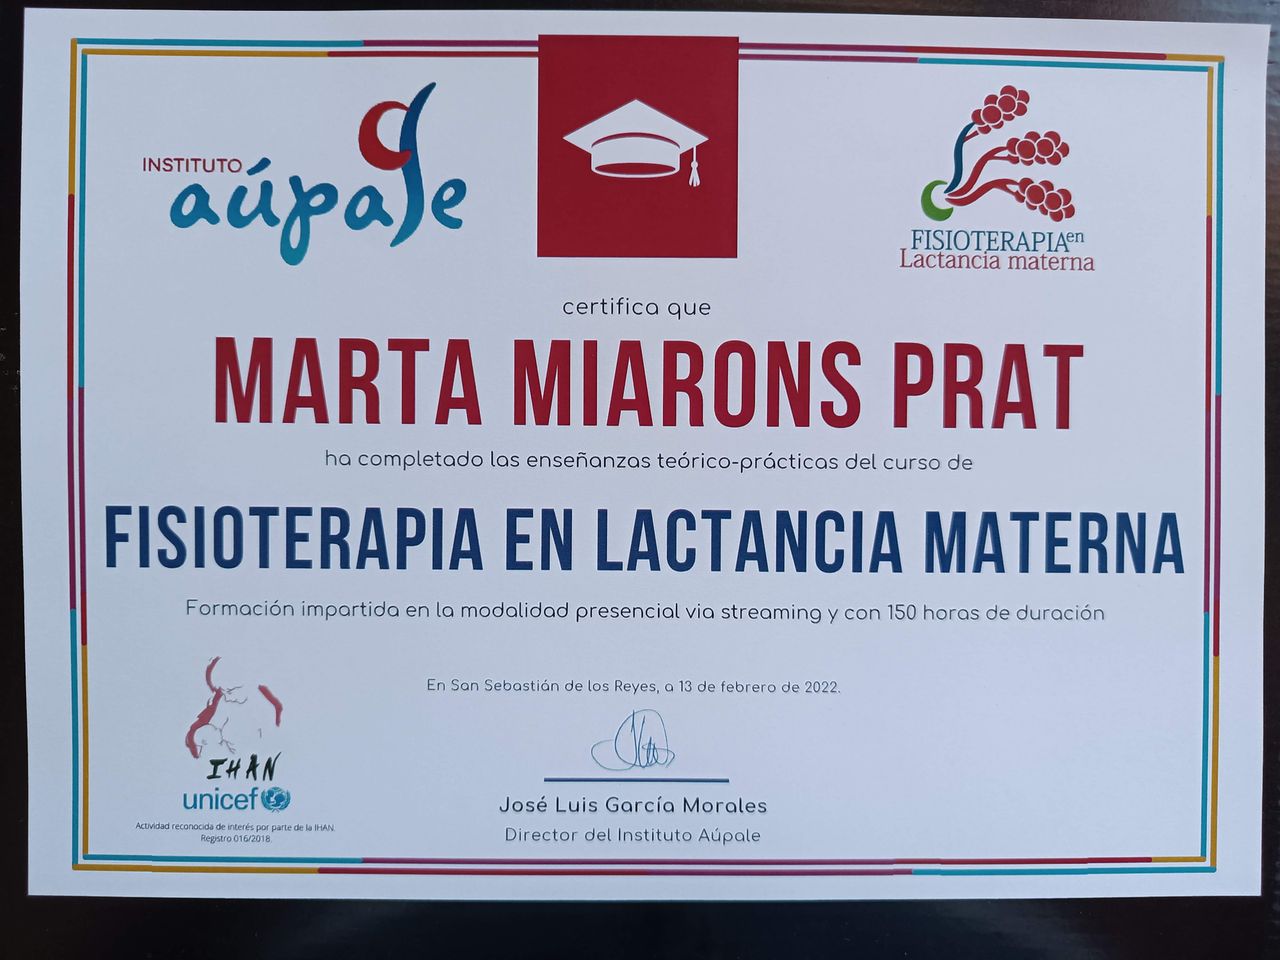 INSTITUTO
aúpale
FISIOTERAPIA en
Lactancia materna
certifica que
MARTA MIARONS PRAT
ha completado las enseñanzas teórico-prácticas del curso de
FISIOTERAPIA EN LACTANCIA MATERNA
Formación impartida en la modalidad presencial via streaming y con 150 horas de duración
En San Sebastián de los Reyes, a 13 de febrero de 2022.
IHAN
unicef
Actividad reconocida de interés por parte de la IHAN.
Registro 016/2018.
José Luis García Morales
Director del Instituto Aúpale